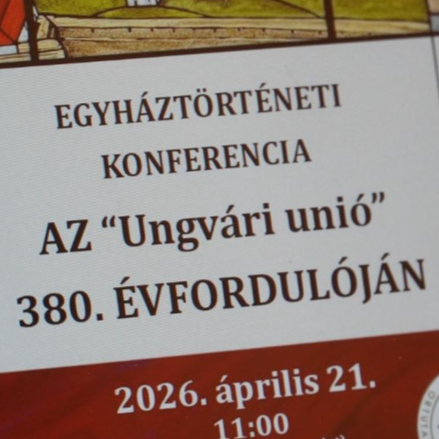 EGYHÁZTÖRTÉNETI
KONFERENCIA
AZ “Ungvári unió”
380. ÉVFORDULÓJÁN
2026. április 21.
11:00